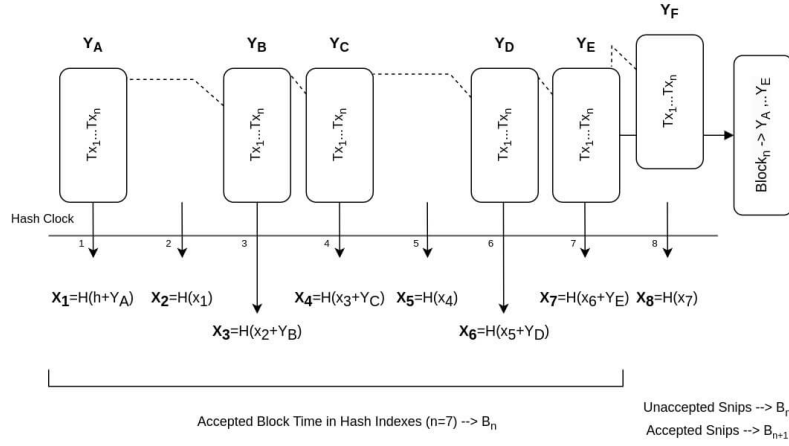 Y_F
Y_A Y_B Y_C Y_D Y_E
Tx_1...Tx_n
Tx_1...Tx_n
Tx_1...Tx_n
Tx_1...Tx_n
Tx_1...Tx_n
Tx_1...Tx_n
Block_n -> Y_A ,...Y_E
Hash Clock
1 2 3 4 5 6 7 8
X_1=H(h+Y_A) X_2=H(x_1) X_4=H(x_3+Y_C) X_5=H(x_4) X_7=H(x_6+Y_E) X_8=H(x_7)
X_3=H(x_2+Y_B) X_6=H(x_5+Y_D)
Unaccepted Snips --> B_n
Accepted Block Time in Hash Indexes (n=7) --> B_n
Accepted Snips --> B_{n+1}